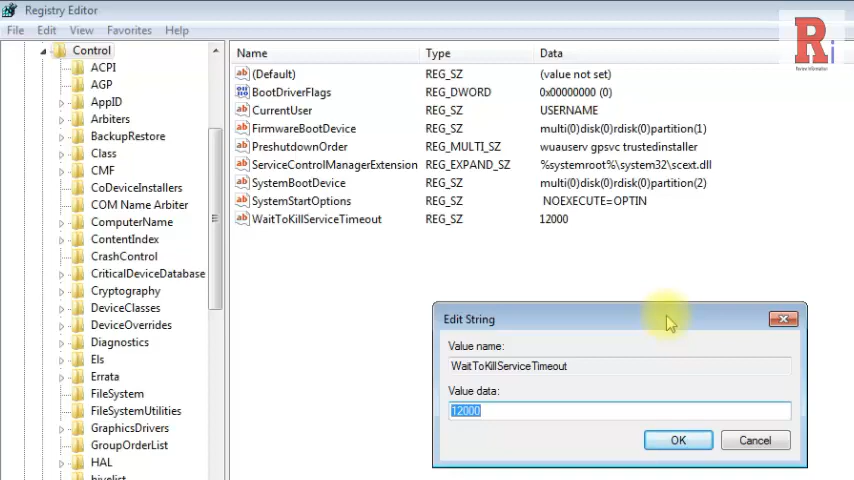 Registry Editor
File Edit View Favorites Help
Control
ACPI
AGP
AppID
Arbiters
BackupRestore
Class
CMF
CoDeviceInstallers
COM Name Arbiter
ComputerName
ContentIndex
CrashControl
CriticalDeviceDatabase
Cryptography
DeviceClasses
DeviceOverrides
Diagnostics
Els
Errata
FileSystem
FileSystemUtilities
GraphicsDrivers
GroupOrderList
HAL
hivelist
Name Type Data
(Default) REG_SZ (value not set)
BootDriverFlags REG_DWORD 0x00000000 (0)
CurrentUser REG_SZ USERNAME
FirmwareBootDevice REG_SZ multi(0)disk(0)rdisk(0)partition(1)
PreshutdownOrder REG_MULTI_SZ wuauserv gpsvc trustedinstaller
ServiceControlManagerExtension REG_EXPAND_SZ %systemroot%\system32\scext.dll
SystemBootDevice REG_SZ multi(0)disk(0)rdisk(0)partition(2)
SystemStartOptions REG_SZ NOEXECUTE=OPTIN
WaitToKillServiceTimeout REG_SZ 12000
Edit String
Value name:
WaitToKillServiceTimeout
Value data:
12000
OK Cancel
Ri